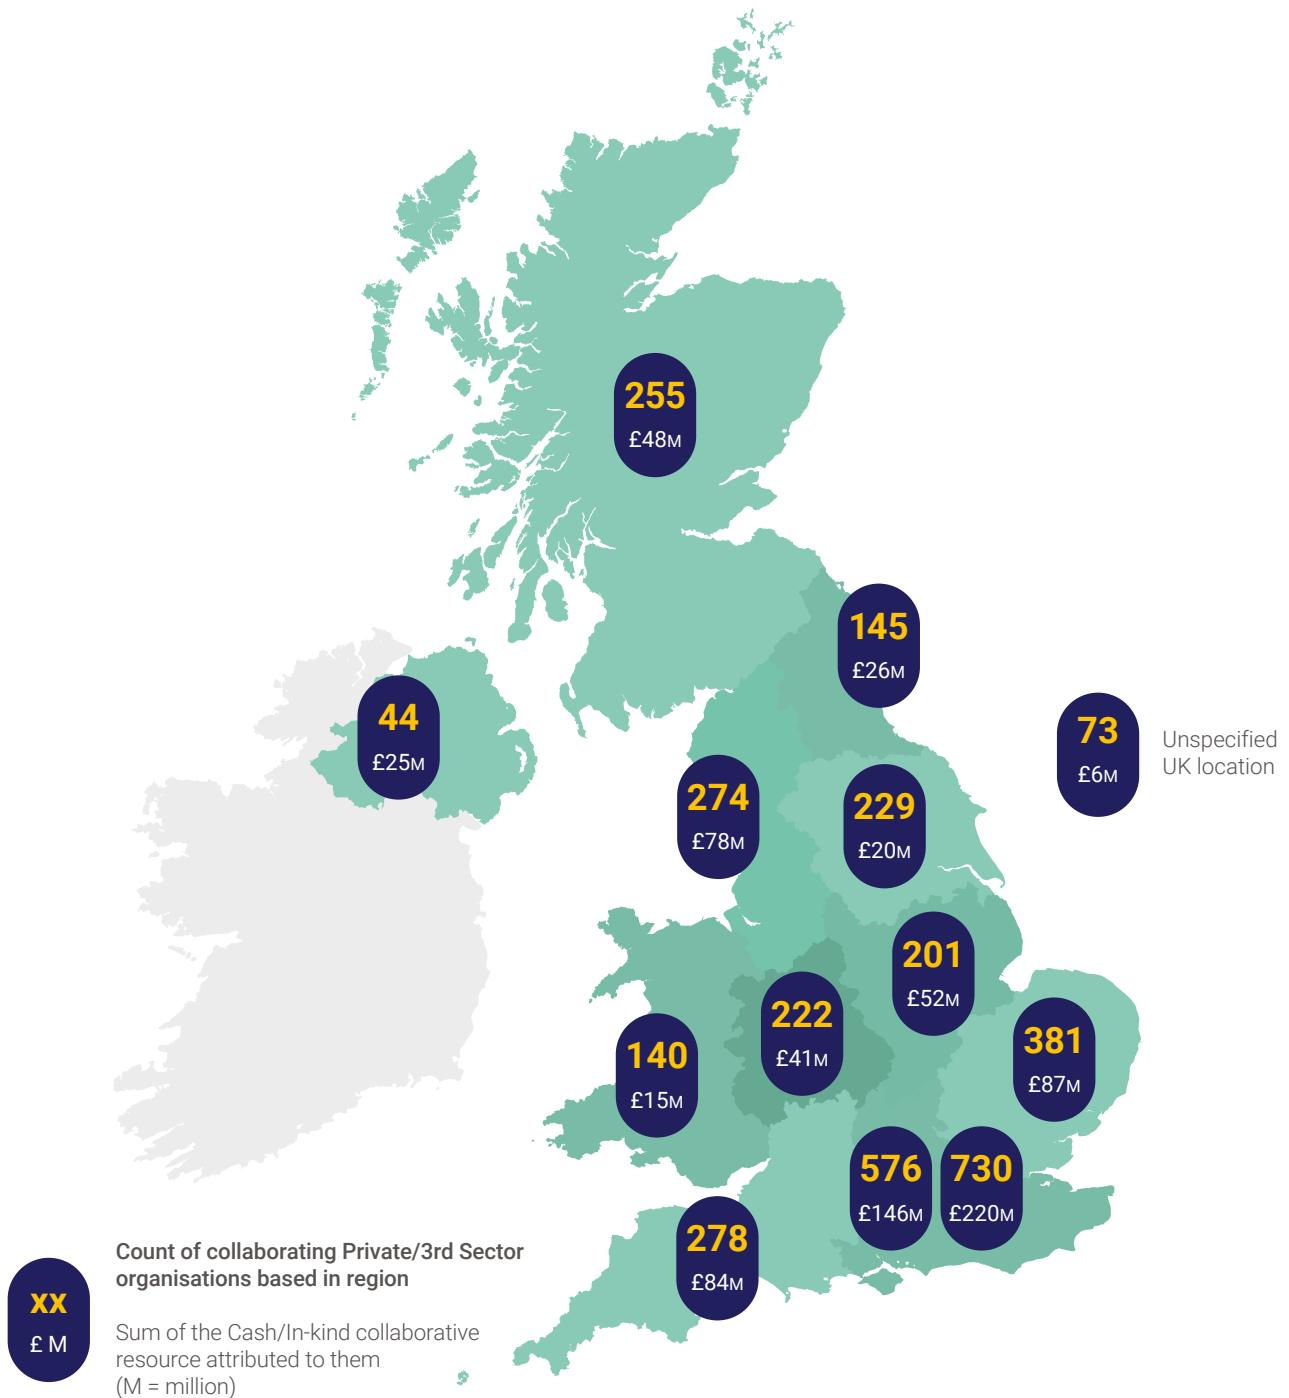 255
£48M
145
£26M
44
£25M
73
£6M
Unspecified
UK location
274
£78M
229
£20M
201
£52M
222
£41M
381
£87M
140
£15M
576
£146M
730
£220M
278
£84M
xx
£ M
Count of collaborating Private/3rd Sector
organisations based in region
Sum of the Cash/In-kind collaborative
resource attributed to them
(M = million)